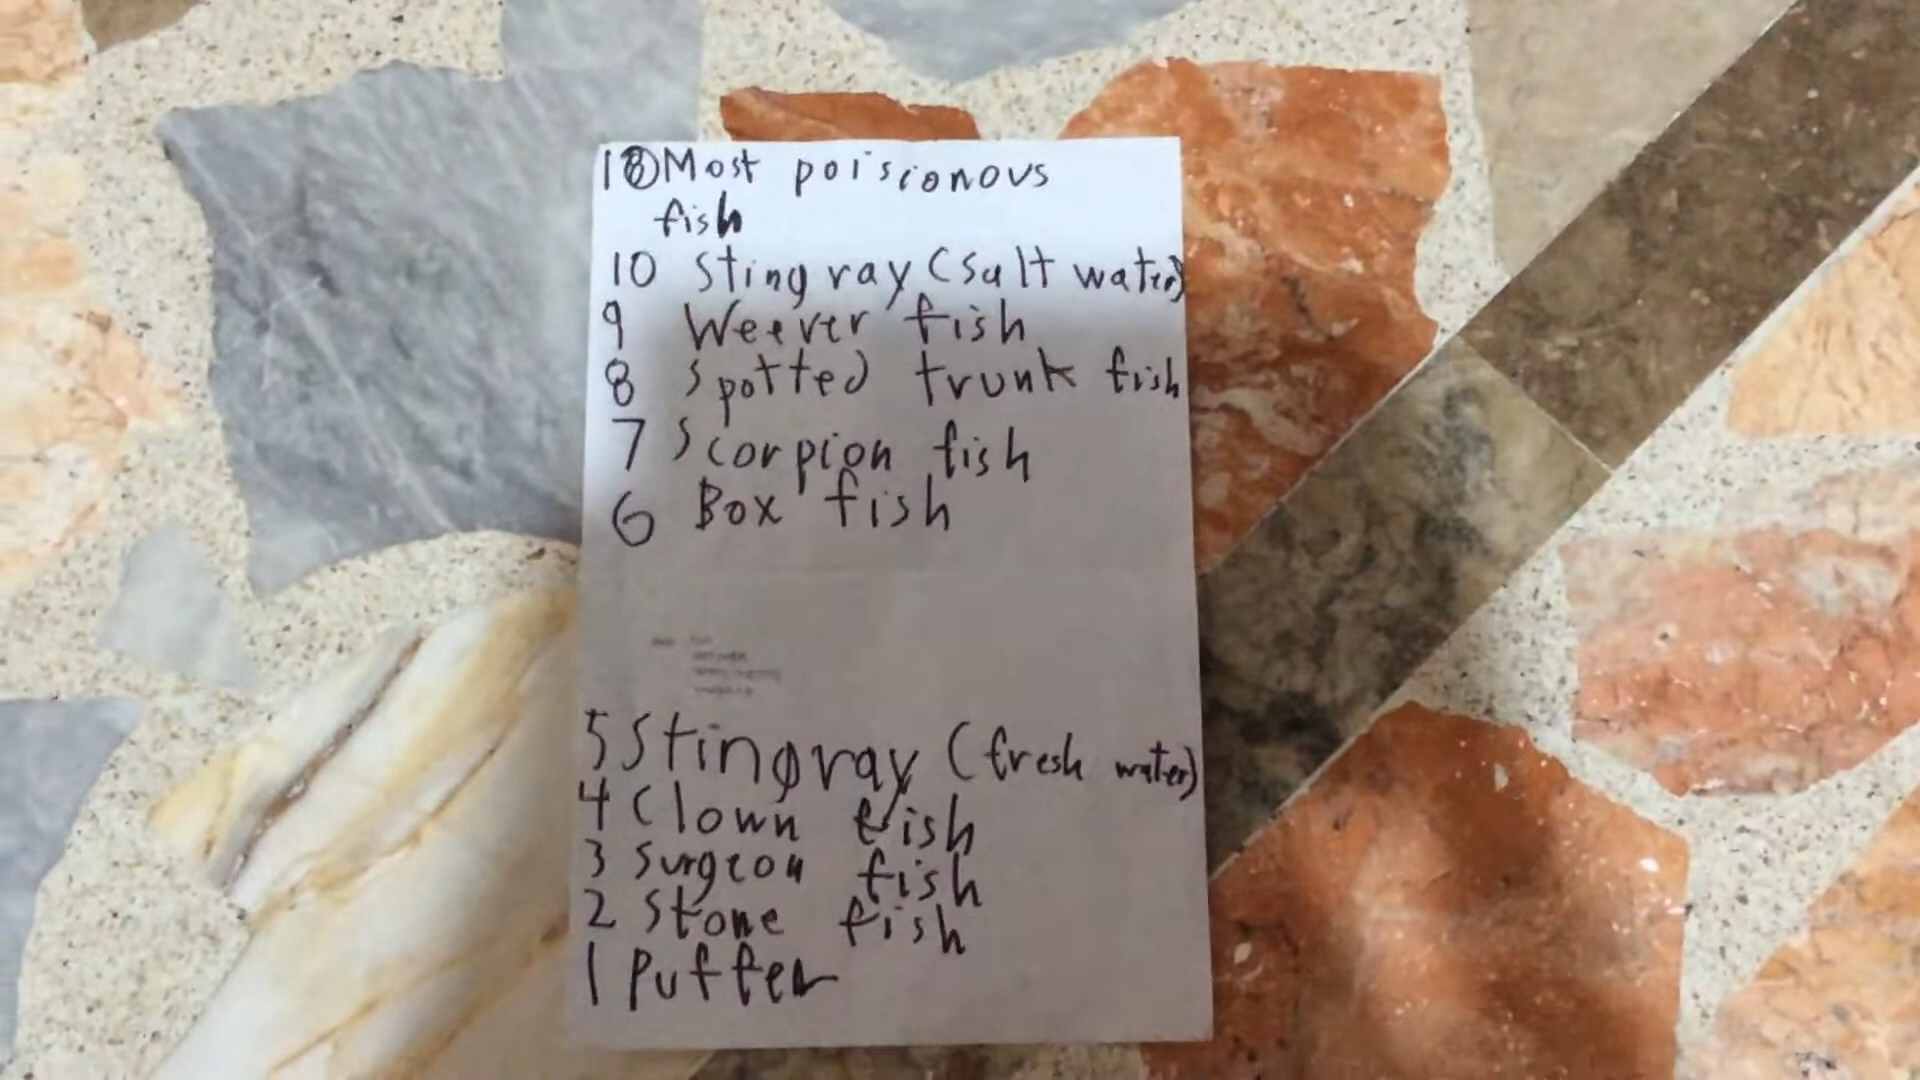 10 Most poisionous
fish
10 Sting ray (Salt water)
9 Weever fish
8 spotted trunk fish
7 Scorpion fish
6 Box fish
5 Stingray (fresh water)
4 Clown fish
3 surgeon fish
2 Stone fish
1 Puffer